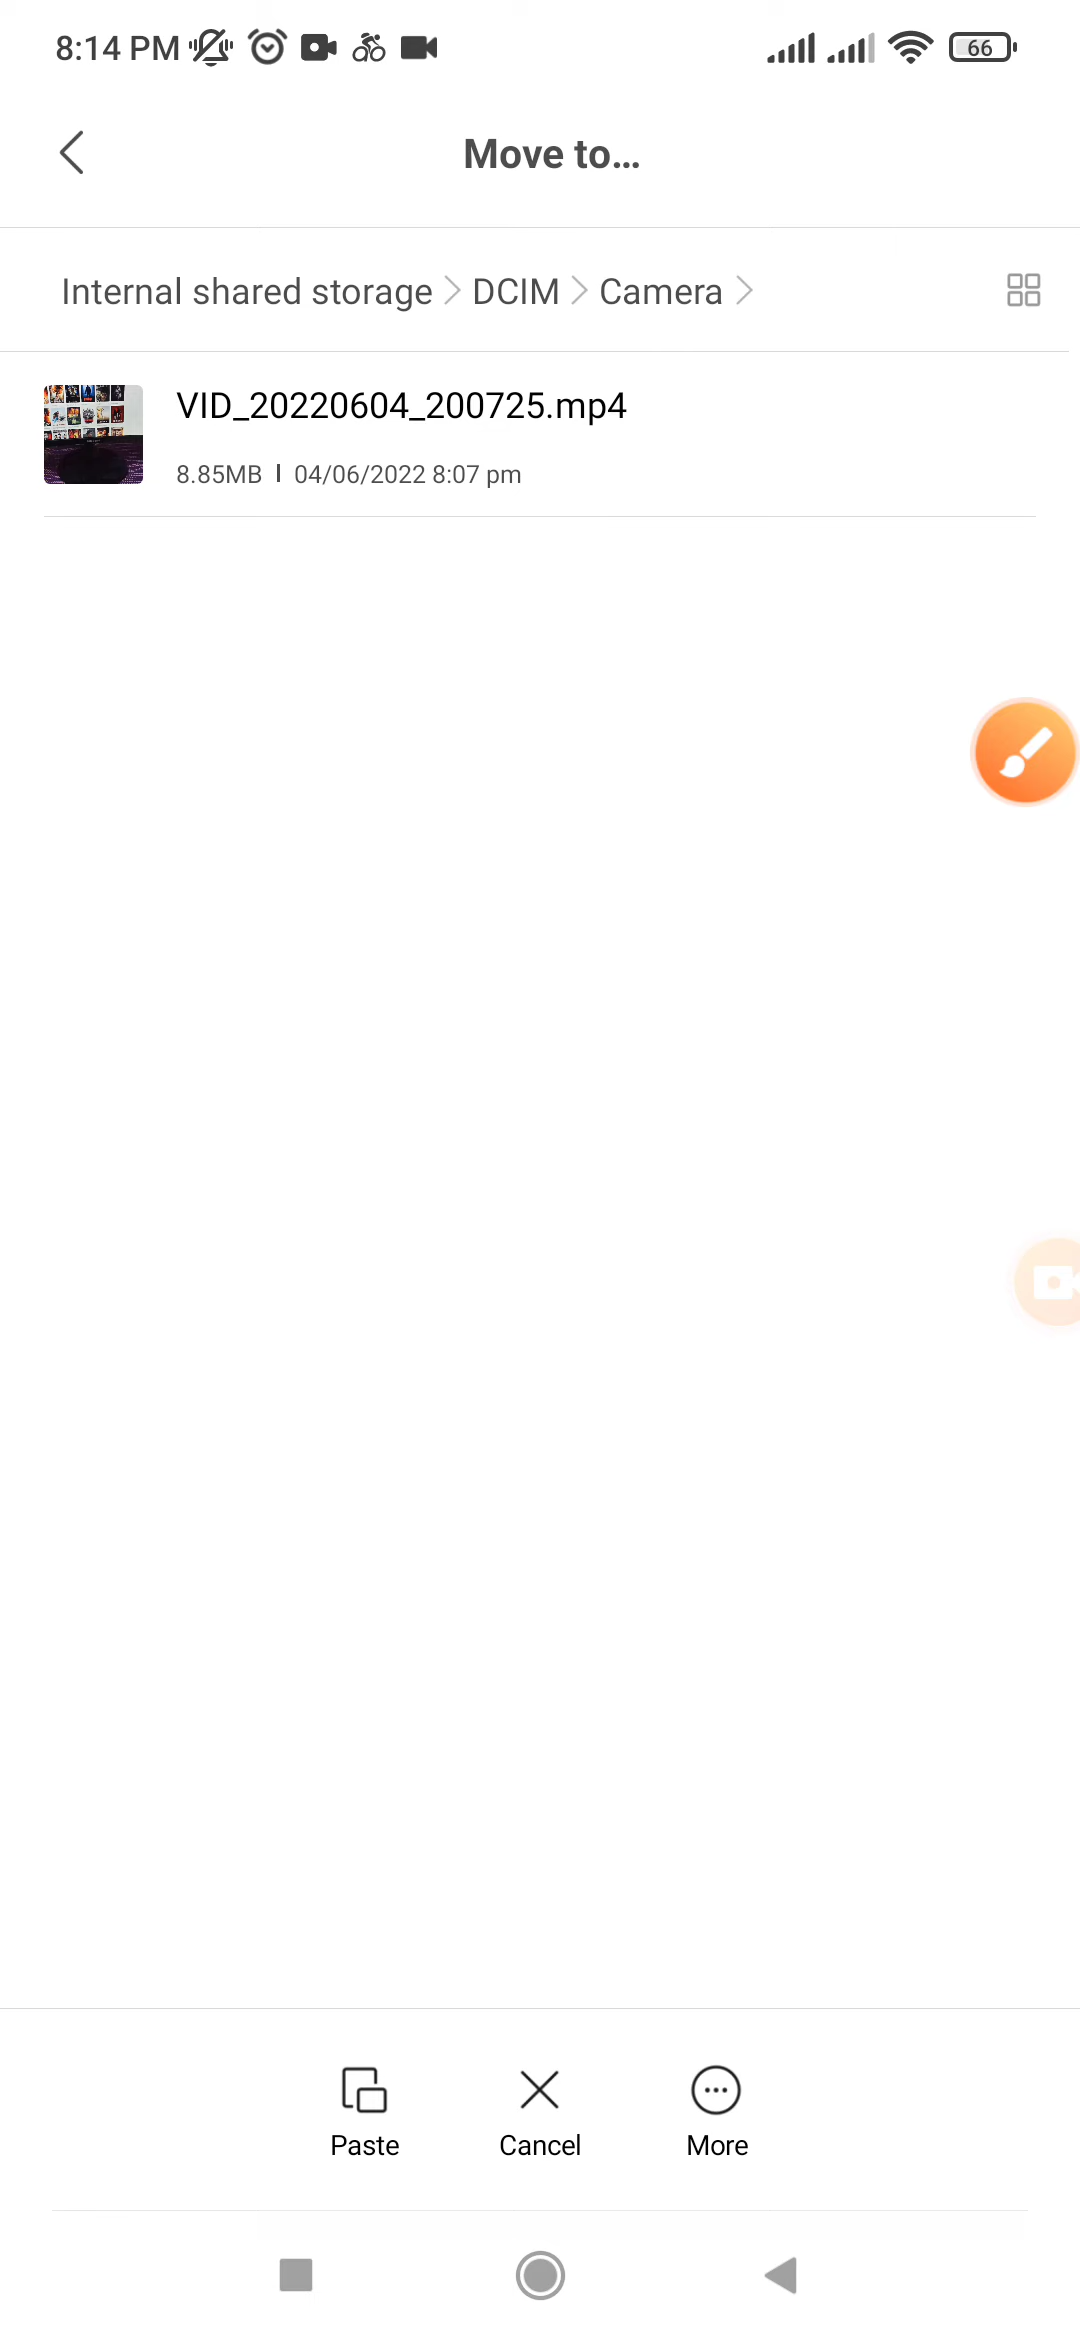 8:14 PM
66
Move to...
Internal shared storage
DCIM
Camera
VID_20220604_200725.mp4
8.85MB
04/06/2022 8:07 pm
Paste
Cancel
More